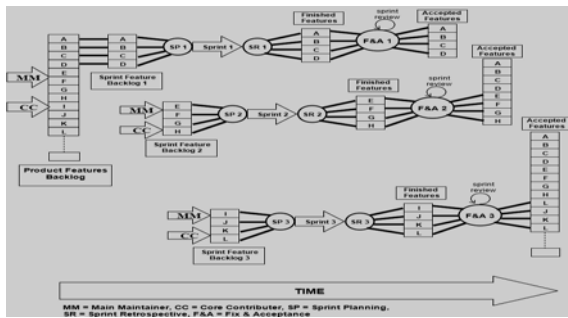 A
B
C
D
E
F
G
H
I
J
K
L
Product Features
Backlog
MM
CC
A
B
C
D
Sprint Feature
Backlog 1
SP 1
Sprint 1
SR 1
Finished
Features
A
B
C
D
sprint
review
F&A 1
Accepted
Features
A
B
C
D
MM
CC
E
F
G
H
Sprint Feature
Backlog 2
SP 2
Sprint 2
SR 2
Finished
Features
E
F
G
H
sprint
review
F&A 2
Accepted
Features
A
B
C
D
E
F
G
H
MM
CC
I
J
K
L
Sprint Feature
Backlog 3
SP 3
Sprint 3
SR 3
Finished
Features
I
J
K
L
sprint
review
F&A 3
Accepted
Features
A
B
C
D
E
F
G
H
L
J
K
L
TIME
MM = Main Maintainer, CC = Core Contributer, SP = Sprint Planning,
SR = Sprint Retrospective, F&A = Fix & Acceptance